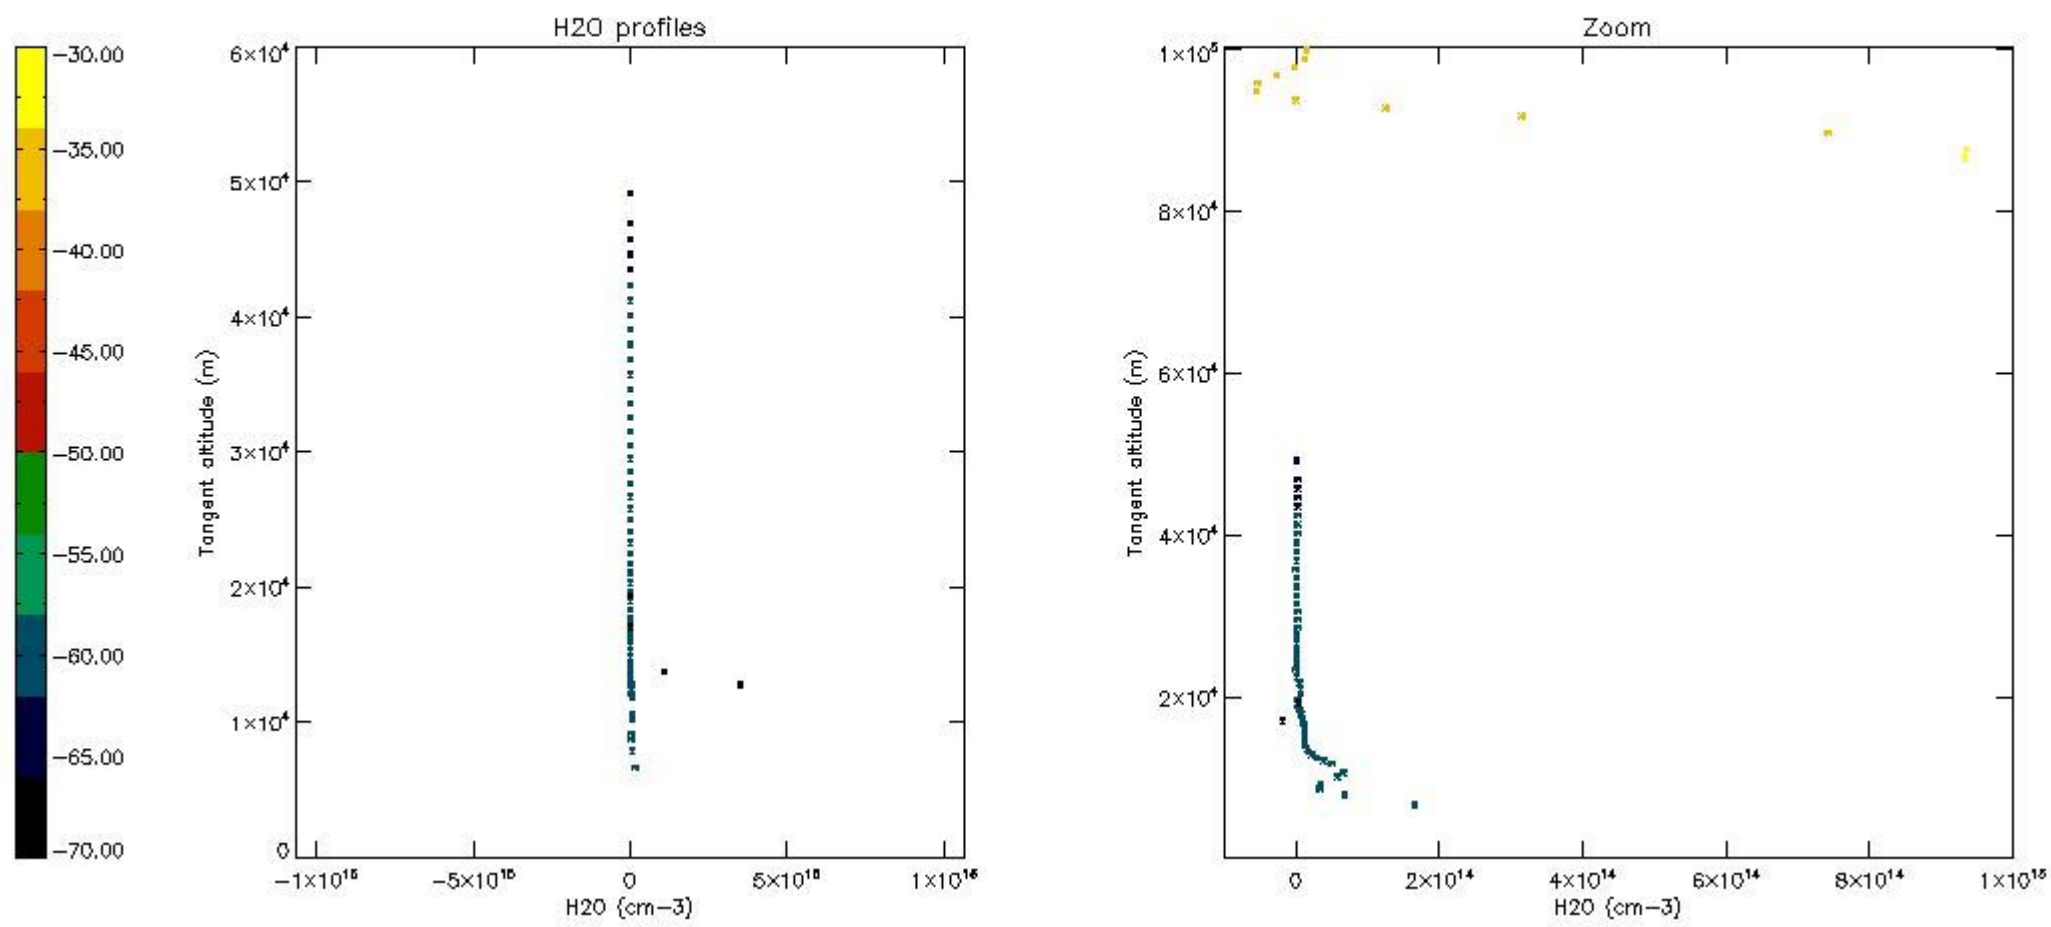 −30.00
−35.00
−40.00
−45.00
−50.00
−55.00
−60.00
−65.00
−70.00
H2O profiles
6×10⁴
5×10⁴
4×10⁴
3×10⁴
2×10⁴
1×10⁴
0
Tangent altitude (m)
−1×10¹⁶ −5×10¹⁵ 0 5×10¹⁵ 1×10¹⁶
H2O (cm−3)
Zoom
1×10⁵
8×10⁴
6×10⁴
4×10⁴
2×10⁴
Tangent altitude (m)
0 2×10¹⁴ 4×10¹⁴ 6×10¹⁴ 8×10¹⁴ 1×10¹⁵
H2O (cm−3)